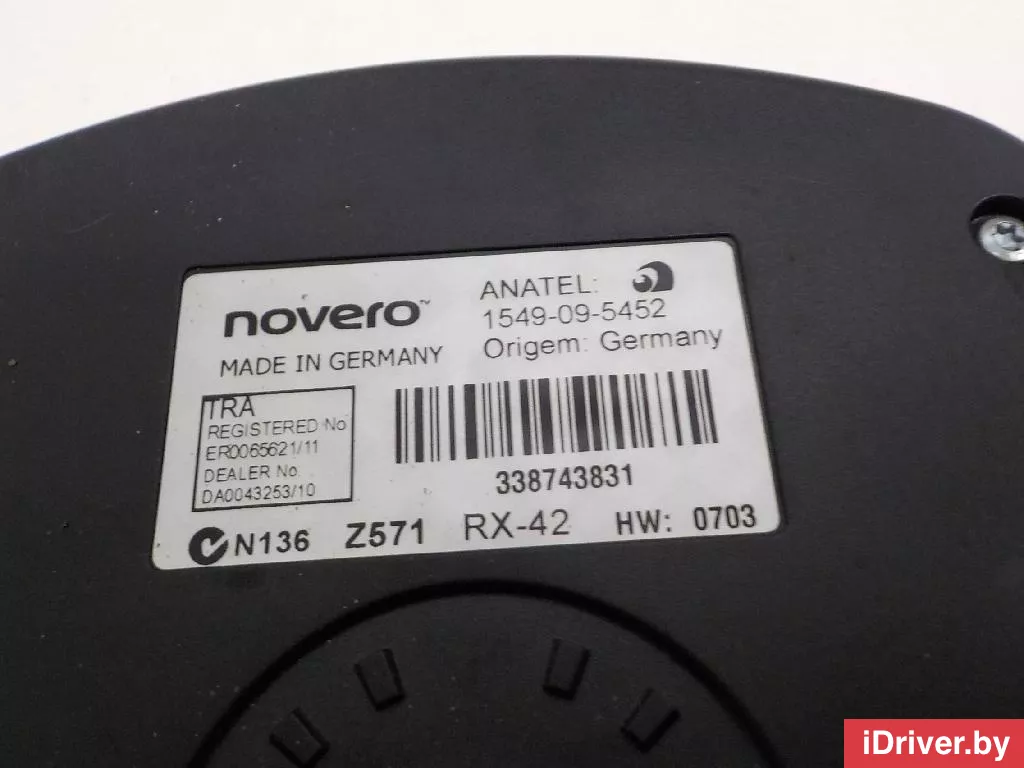 novero™
MADE IN GERMANY
ANATEL:
1549-09-5452
Origem: Germany
TRA
REGISTERED No
ER0065621/11
DEALER No
DA0043253/10
338743831
N136 Z571 RX-42 HW: 0703
iDriver.by